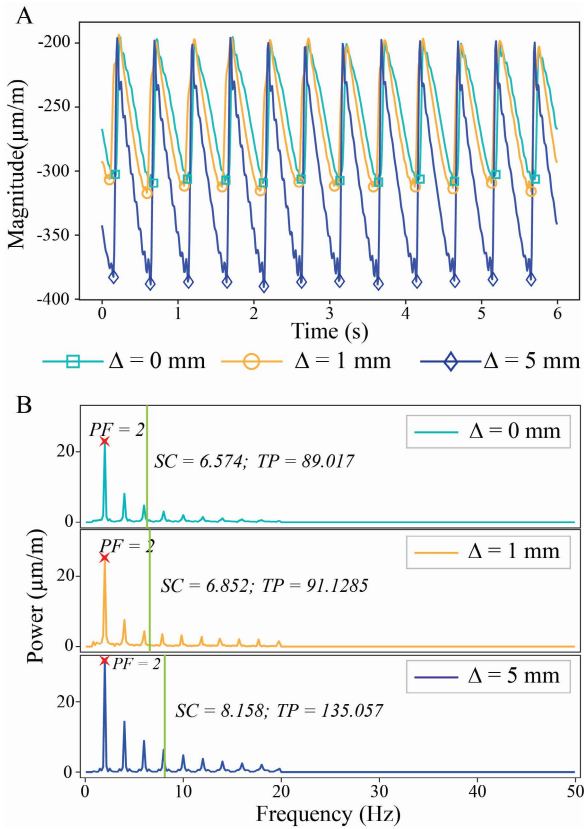 A
-200
-250
-300
-350
-400
Magnitude(μm/m)
0 1 2 3 4 5 6
Time (s)
Δ = 0 mm Δ = 1 mm Δ = 5 mm
B
PF = 2
SC = 6.574; TP = 89.017
Δ = 0 mm
20
0
PF = 2
SC = 6.852; TP = 91.1285
Δ = 1 mm
20
0
PF = 2
SC = 8.158; TP = 135.057
Δ = 5 mm
20
0
Power (μm/m)
0 10 20 30 40 50
Frequency (Hz)